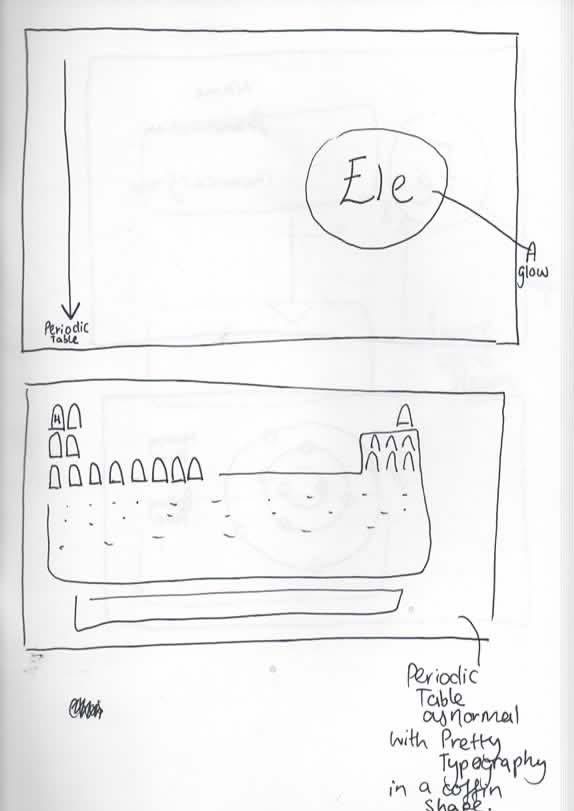 Ele
A
glow
Periodic
Table
H
Periodic
Table
as normal
with Pretty
Typography
in a coffin
shape.